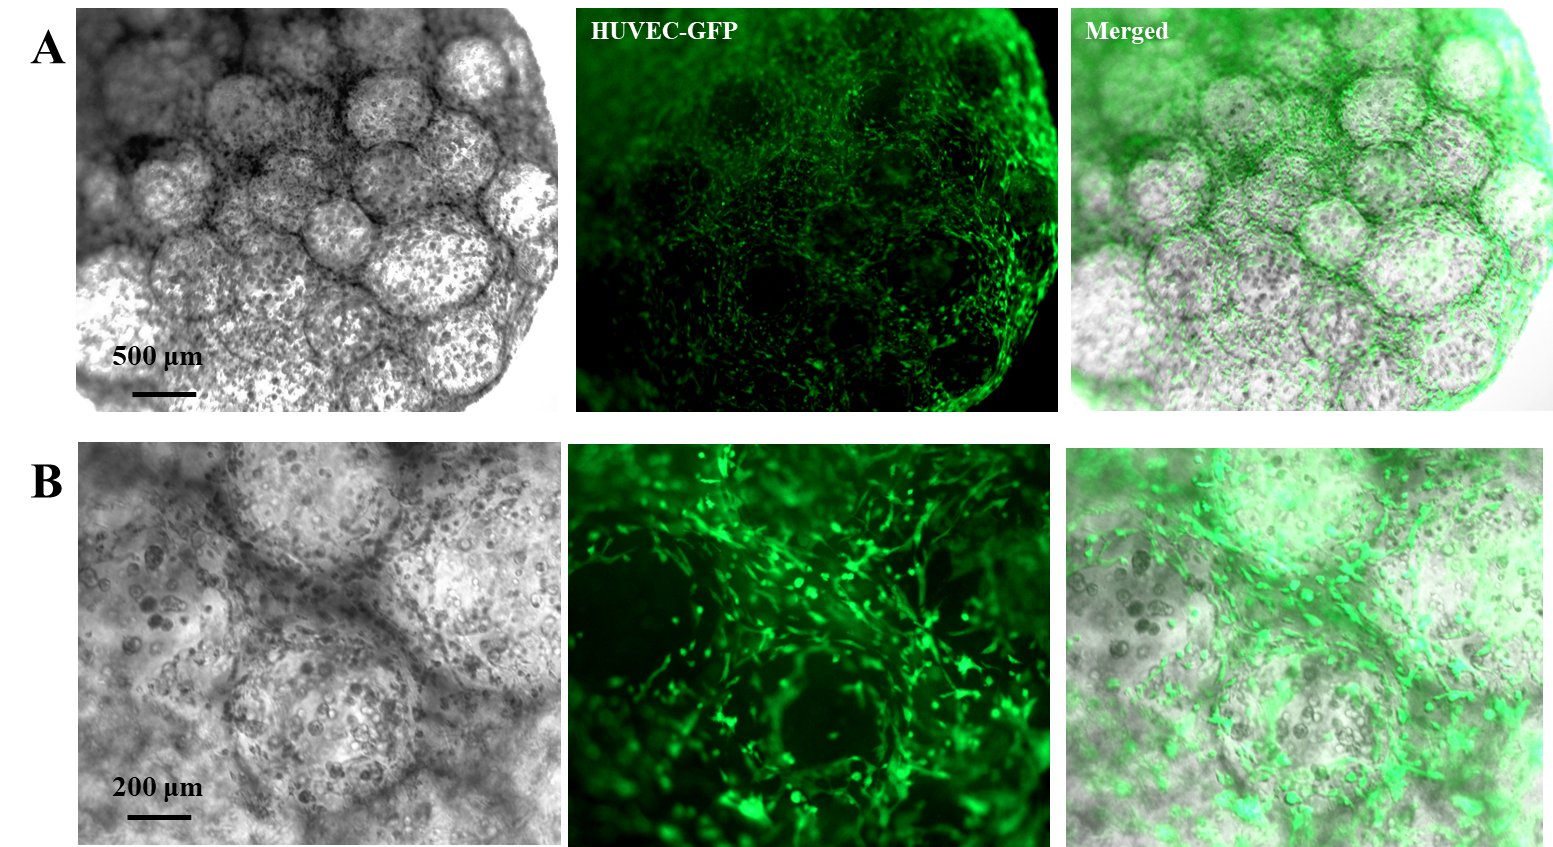 A
HUVEC-GFP
Merged
500 µm
B
200 µm